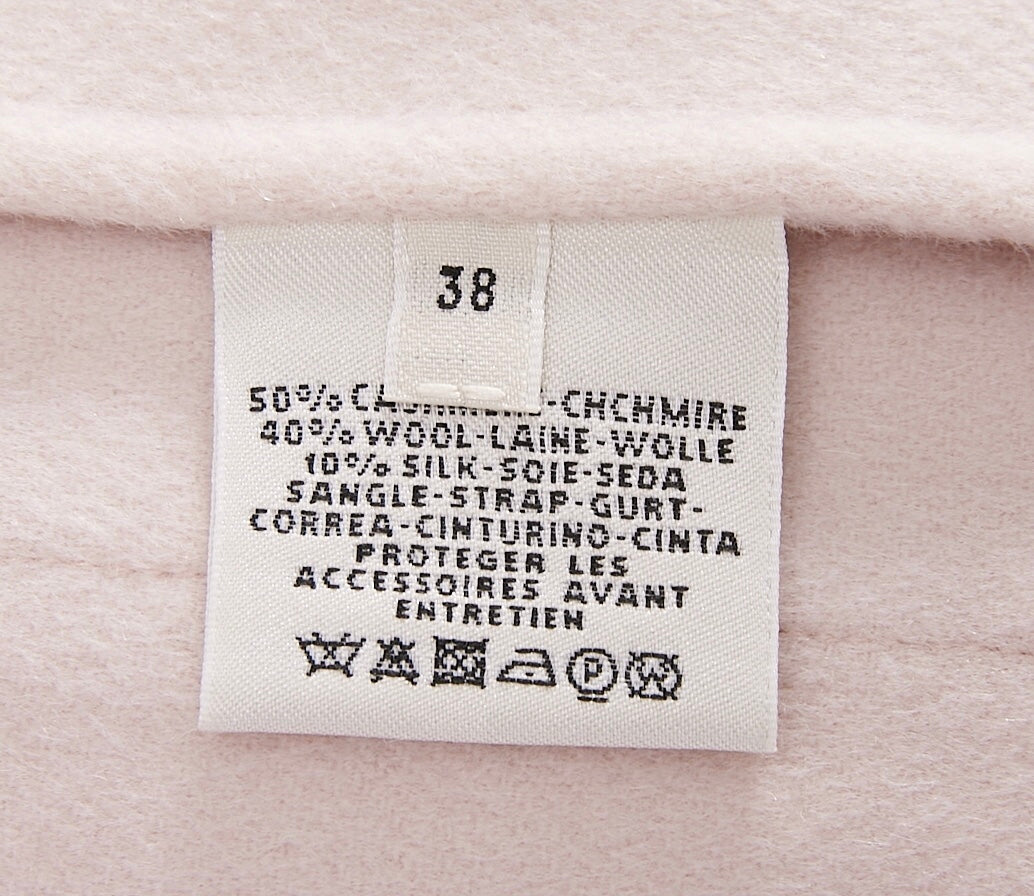 38
50% CASHMERE-CHCHMIRE
40% WOOL-LAINE-WOLLE
10% SILK-SOIE-SEDA
SANGLE-STRAP-GURT-
CORREA-CINTURINO-CINTA
PROTEGER LES
ACCESSOIRES AVANT
ENTRETIEN
P W